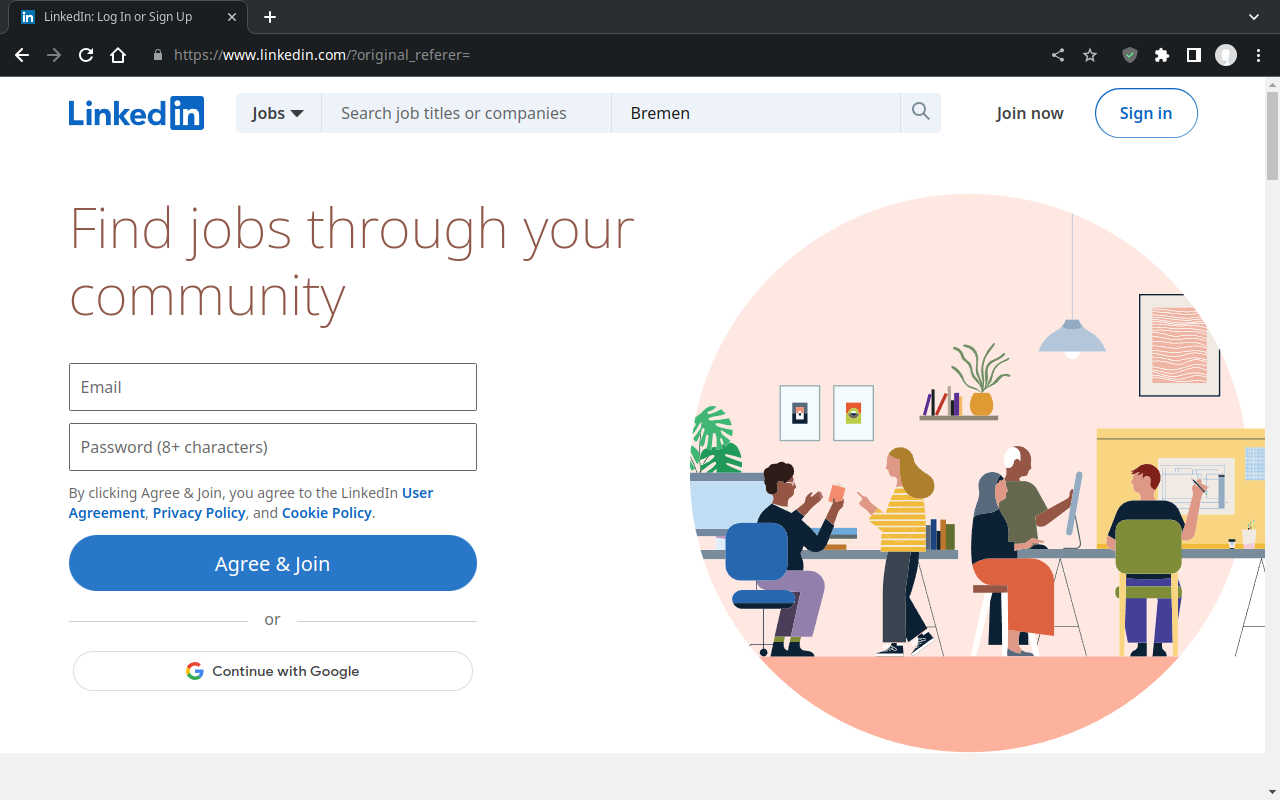 LinkedIn: Log In or Sign Up
https://www.linkedin.com/?original_referer=
Linkedin
Jobs
Search job titles or companies
Bremen
Join now
Sign in
Find jobs through your
community
Email
Password (8+ characters)
By clicking Agree & Join, you agree to the LinkedIn User
Agreement, Privacy Policy, and Cookie Policy.
Agree & Join
or
Continue with Google